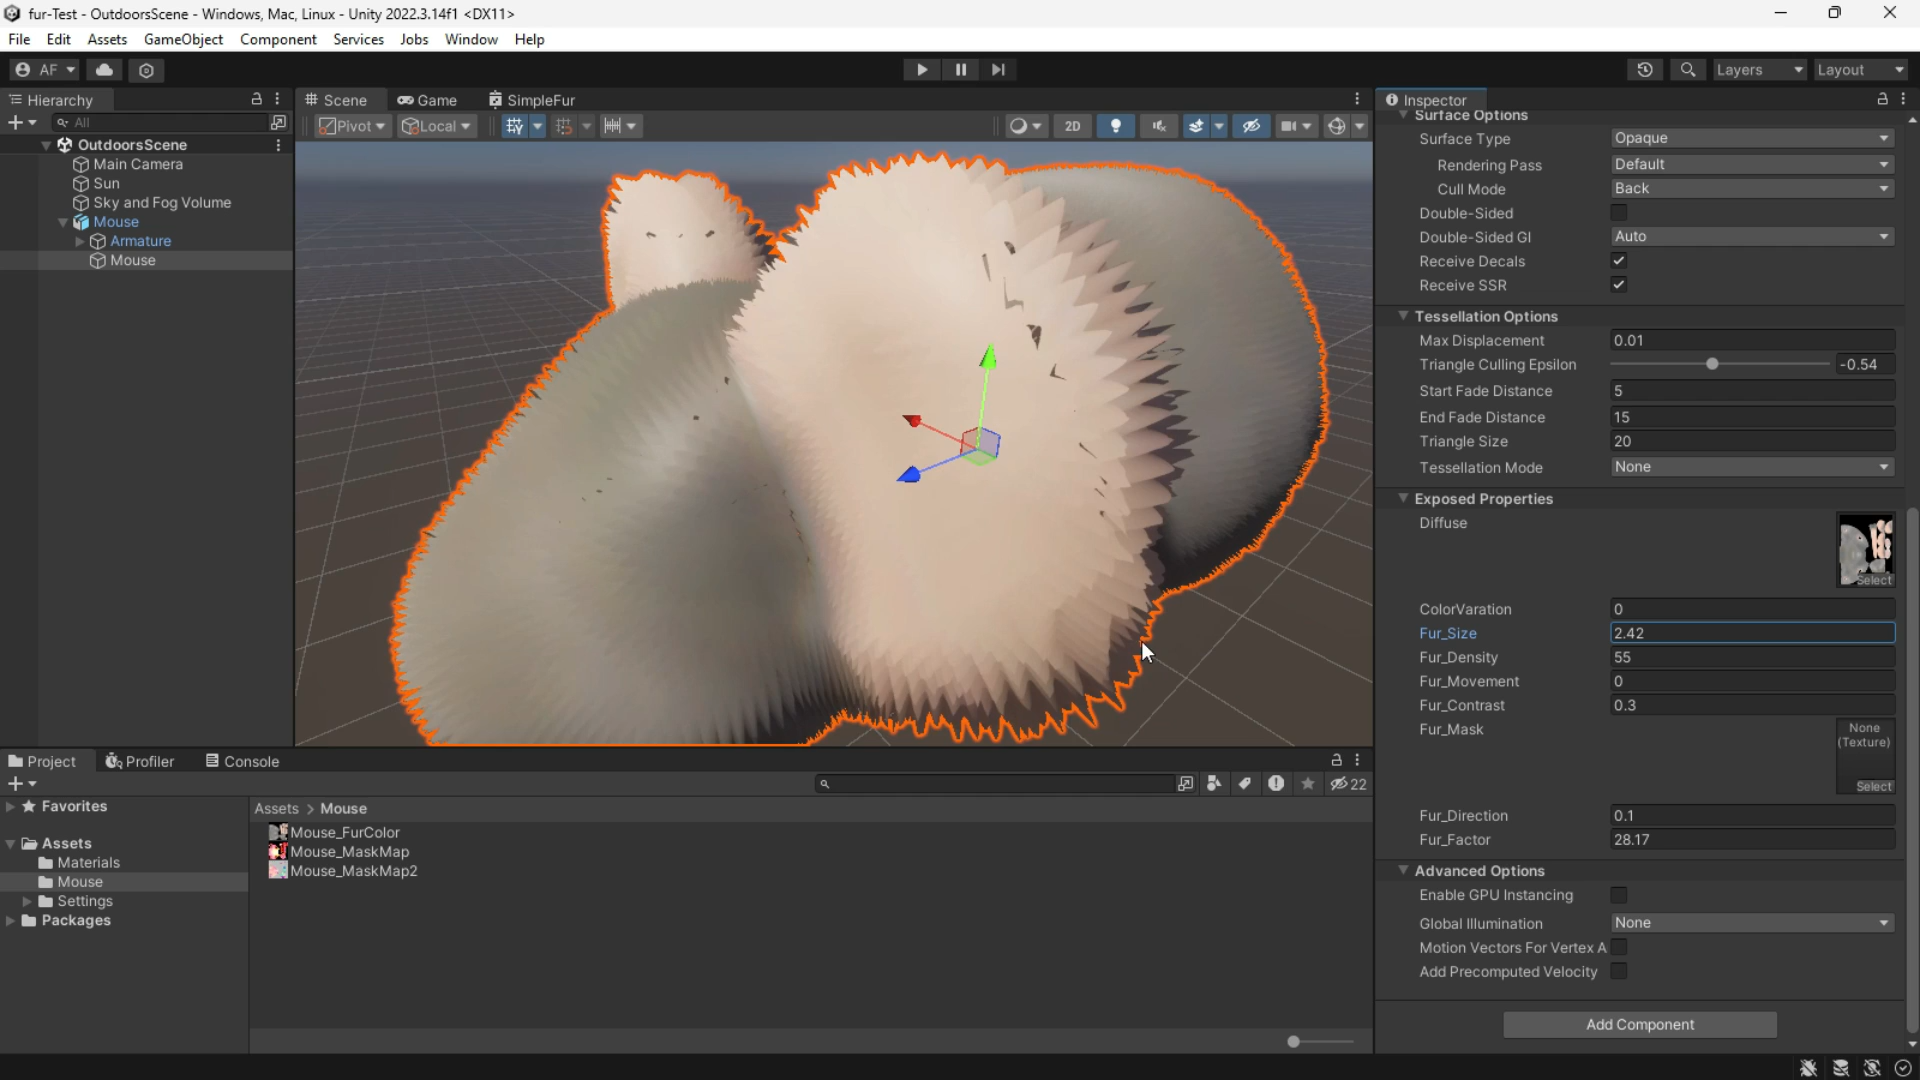 fur-Test - OutdoorsScene - Windows, Mac, Linux - Unity 2022.3.14f1 <DX11>
File Edit Assets GameObject Component Services Jobs Window Help
AF
Layers Layout
Hierarchy
Scene Game SimpleFur
Inspector
All
Pivot Local
2D
OutdoorsScene
Main Camera
Sun
Sky and Fog Volume
Mouse
Armature
Mouse
Surface Options
Surface Type Opaque
Rendering Pass Default
Cull Mode Back
Double-Sided
Double-Sided GI Auto
Receive Decals
Receive SSR
Tessellation Options
Max Displacement 0.01
Triangle Culling Epsilon -0.54
Start Fade Distance 5
End Fade Distance 15
Triangle Size 20
Tessellation Mode None
Exposed Properties
Diffuse
Select
ColorVaration 0
Fur_Size 2.42
Fur_Density 55
Fur_Movement 0
Fur_Contrast 0.3
Fur_Mask None
(Texture)
Select
Fur_Direction 0.1
Fur_Factor 28.17
Advanced Options
Enable GPU Instancing
Global Illumination None
Motion Vectors For Vertex A
Add Precomputed Velocity
Add Component
Project Profiler Console
22
Favorites
Assets
Materials
Mouse
Settings
Packages
Assets > Mouse
Mouse_FurColor
Mouse_MaskMap
Mouse_MaskMap2